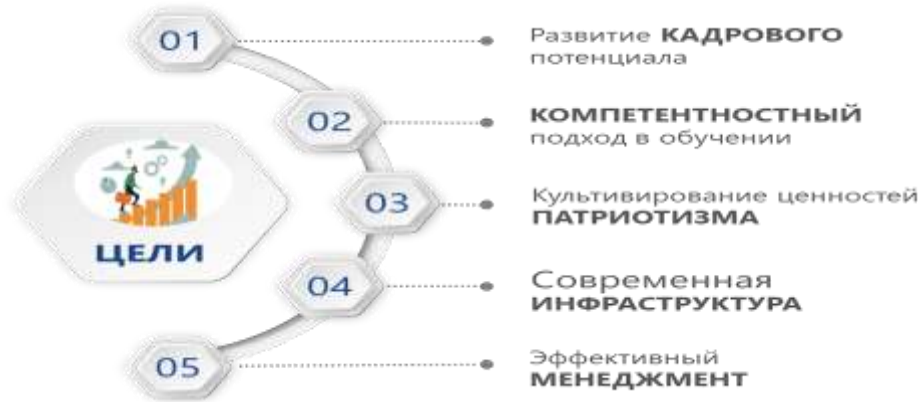 ЦЕЛИ
01
Развитие КАДРОВОГО
потенциала
02
КОМПЕТЕНТНОСТНЫЙ
подход в обучении
03
Культивирование ценностей
ПАТРИОТИЗМА
04
Современная
ИНФРАСТРУКТУРА
05
Эффективный
МЕНЕДЖМЕНТ